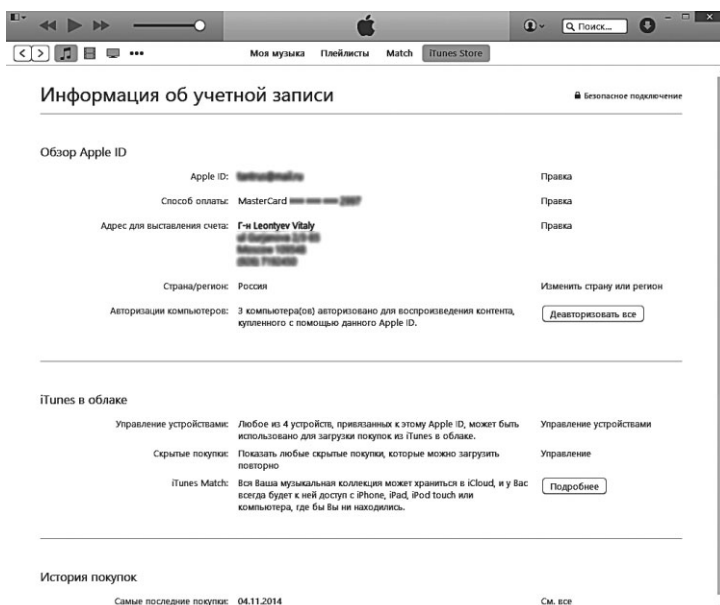 Поиск...
Моя музыка Плейлисты Match iTunes Store
Информация об учетной записи
Безопасное подключение
Обзор Apple ID
Apple ID:
Правка
Способ оплаты: MasterCard
Правка
Адрес для выставления счета: Г-н Leontyev Vitaly
Правка
Страна/регион: Россия
Изменить страну или регион
Авторизации компьютеров: 3 компьютера(ов) авторизовано для воспроизведения контента,
купленного с помощью данного Apple ID.
Деавторизовать все
iTunes в облаке
Управление устройствами: Любое из 4 устройств, привязанных к этому Apple ID, может быть
использовано для загрузки покупок из iTunes в облаке.
Управление устройствами
Скрытые покупки: Показать любые скрытые покупки, которые можно загрузить
повторно
Управление
iTunes Match: Вся Ваша музыкальная коллекция может храниться в iCloud, и у Вас
всегда будет к ней доступ с iPhone, iPad, iPod touch или
компьютера, где бы Вы ни находились.
Подробнее
История покупок
Самые последние покупки: 04.11.2014
См. все